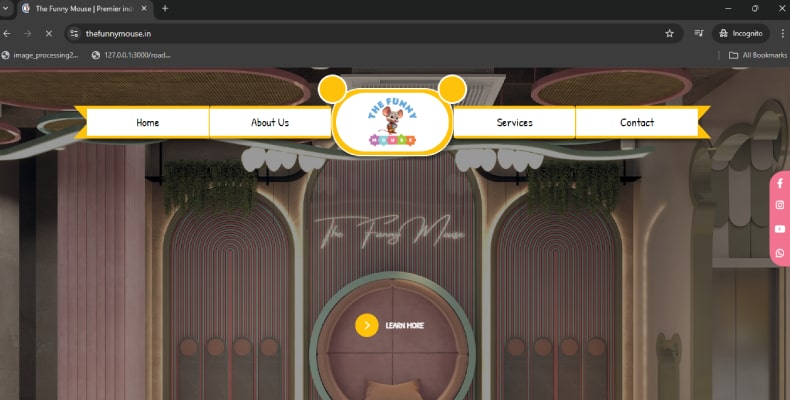 The Funny Mouse | Premier ind
thefunnymouse.in
Incognito
image_processing2...
127.0.0.1:3000/road...
All Bookmarks
Home
About Us
THE FUNNY
MOUSE
Services
Contact
The Funny Mouse
LEARN MORE